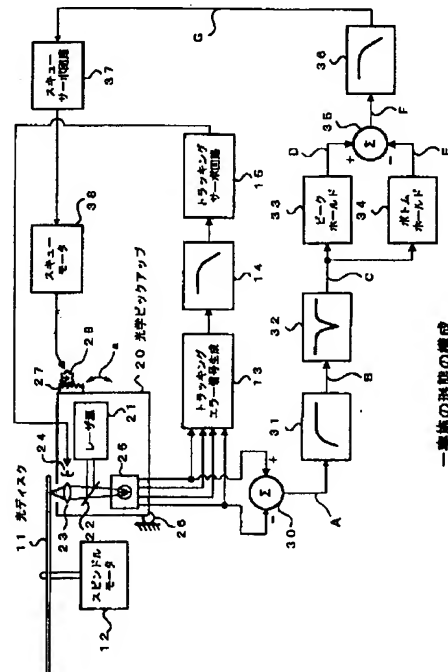 11 光ディスク
スピンドル
モータ
12
22
23
24
レーザ源
21
25
26
27
28
a
20 光学ピックアップ
スキュー
モータ
38
スキュー
サーボ回路
37
トラッキング
エラー信号生成
13
14
トラッキング
サーボ回路
15
－
Σ
＋
30
A
31
B
32
C
ピーク
ホールド
33
ボトム
ホールド
34
D
E
＋
Σ
－
35
F
36
G
一実施の形態の構成